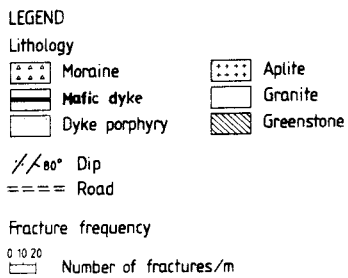 LEGEND
Lithology
Moraine
Mafic dyke
Dyke porphyry
Aplite
Granite
Greenstone
80° Dip
Road
Fracture frequency
0 10 20
Number of fractures/m